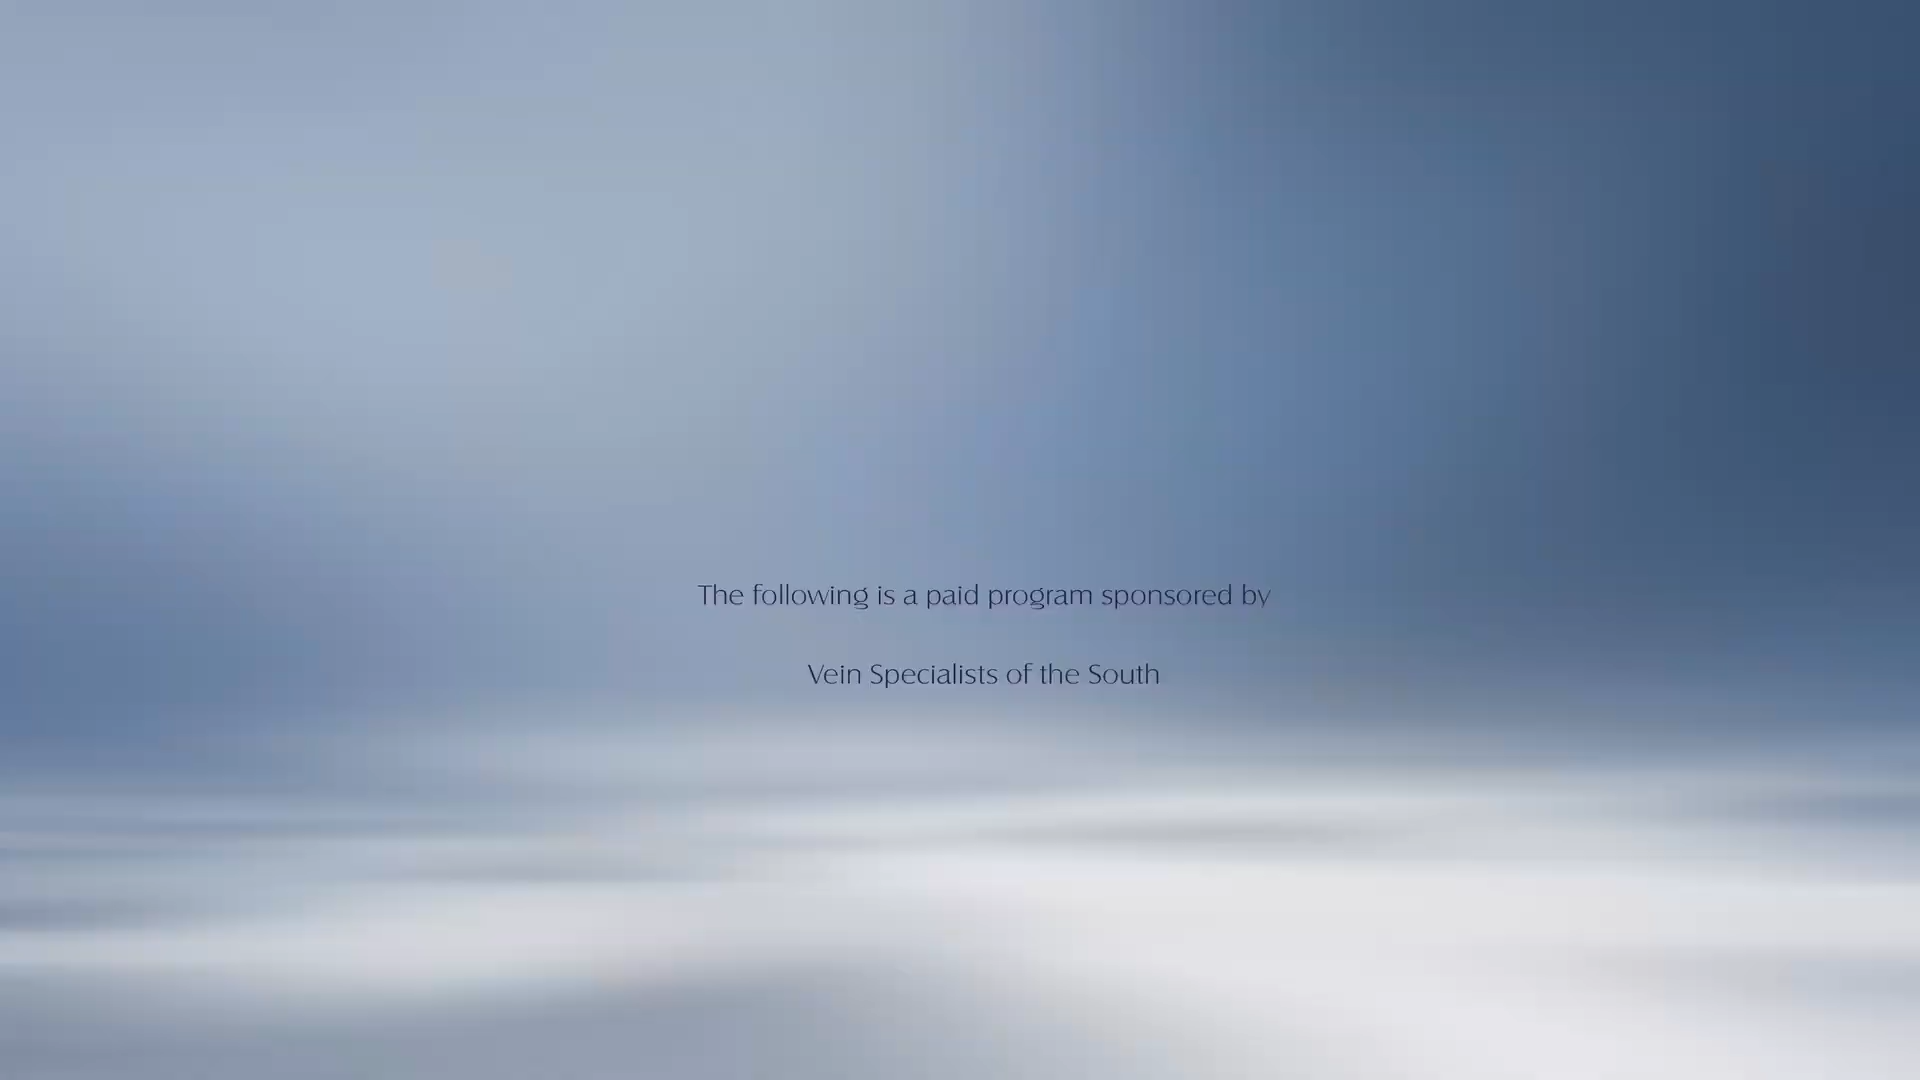 The following is a paid program sponsored by
Vein Specialists of the South